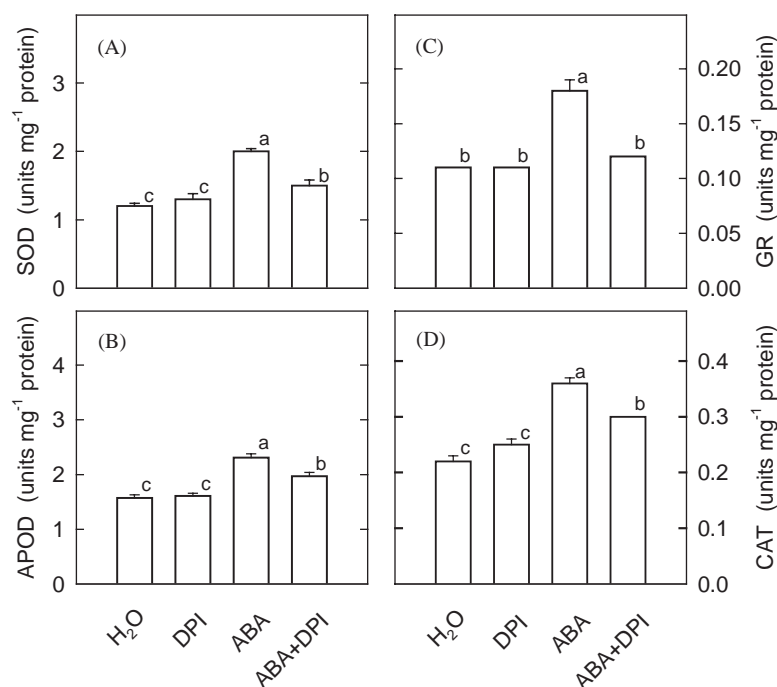 (A)
SOD (units mg⁻¹ protein)
3
2
1
0
c
c
a
b
(C)
GR (units mg⁻¹ protein)
0.20
0.15
0.10
0.05
0.00
b
b
a
b
(B)
APOD (units mg⁻¹ protein)
4
3
2
1
0
c
c
a
b
(D)
CAT (units mg⁻¹ protein)
0.4
0.3
0.2
0.1
0.0
c
c
a
b
H₂O
DPI
ABA
ABA+DPI
H₂O
DPI
ABA
ABA+DPI